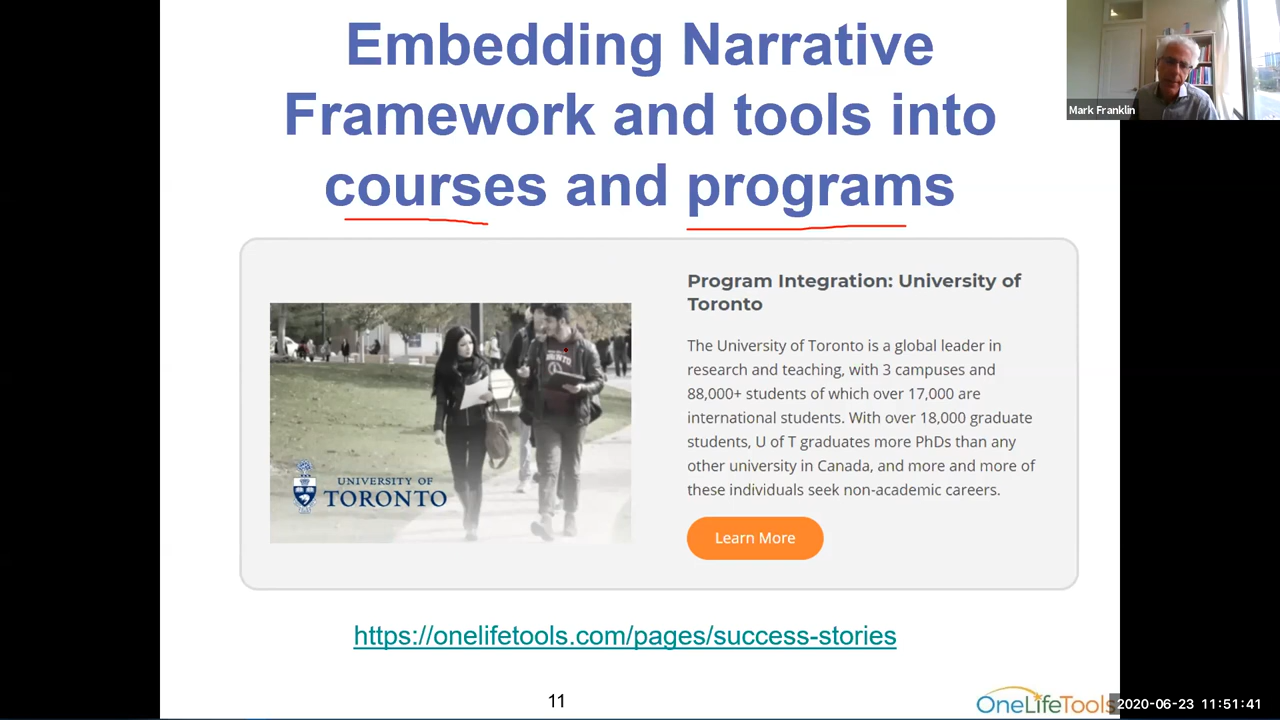 Embedding Narrative
Framework and tools into
courses and programs
Mark Franklin
Program Integration: University of
Toronto
The University of Toronto is a global leader in
research and teaching, with 3 campuses and
88,000+ students of which over 17,000 are
international students. With over 18,000 graduate
students, U of T graduates more PhDs than any
other university in Canada, and more and more of
these individuals seek non-academic careers.
Learn More
UNIVERSITY OF
TORONTO
https://onelifetools.com/pages/success-stories
11
OneLifeTools
2020-06-23 11:51:41